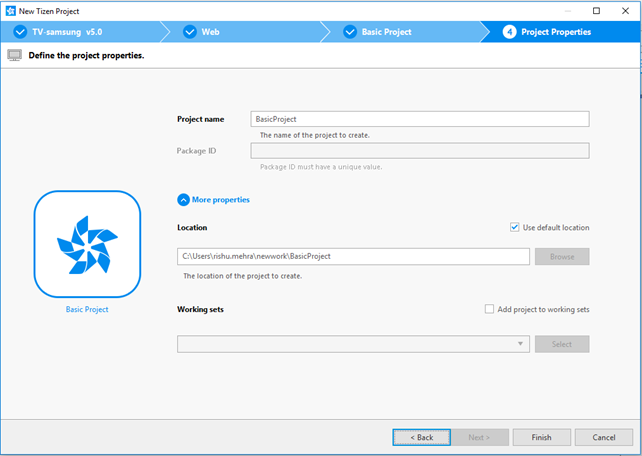 New Tizen Project
TV-samsung v5.0
Web
Basic Project
4 Project Properties
Define the project properties.
Project name
BasicProject
The name of the project to create.
Package ID
Package ID must have a unique value.
More properties
Location
Use default location
C:\Users\rishu.mehra\newwork\BasicProject
Browse
The location of the project to create.
Basic Project
Working sets
Add project to working sets
Select
< Back
Next >
Finish
Cancel